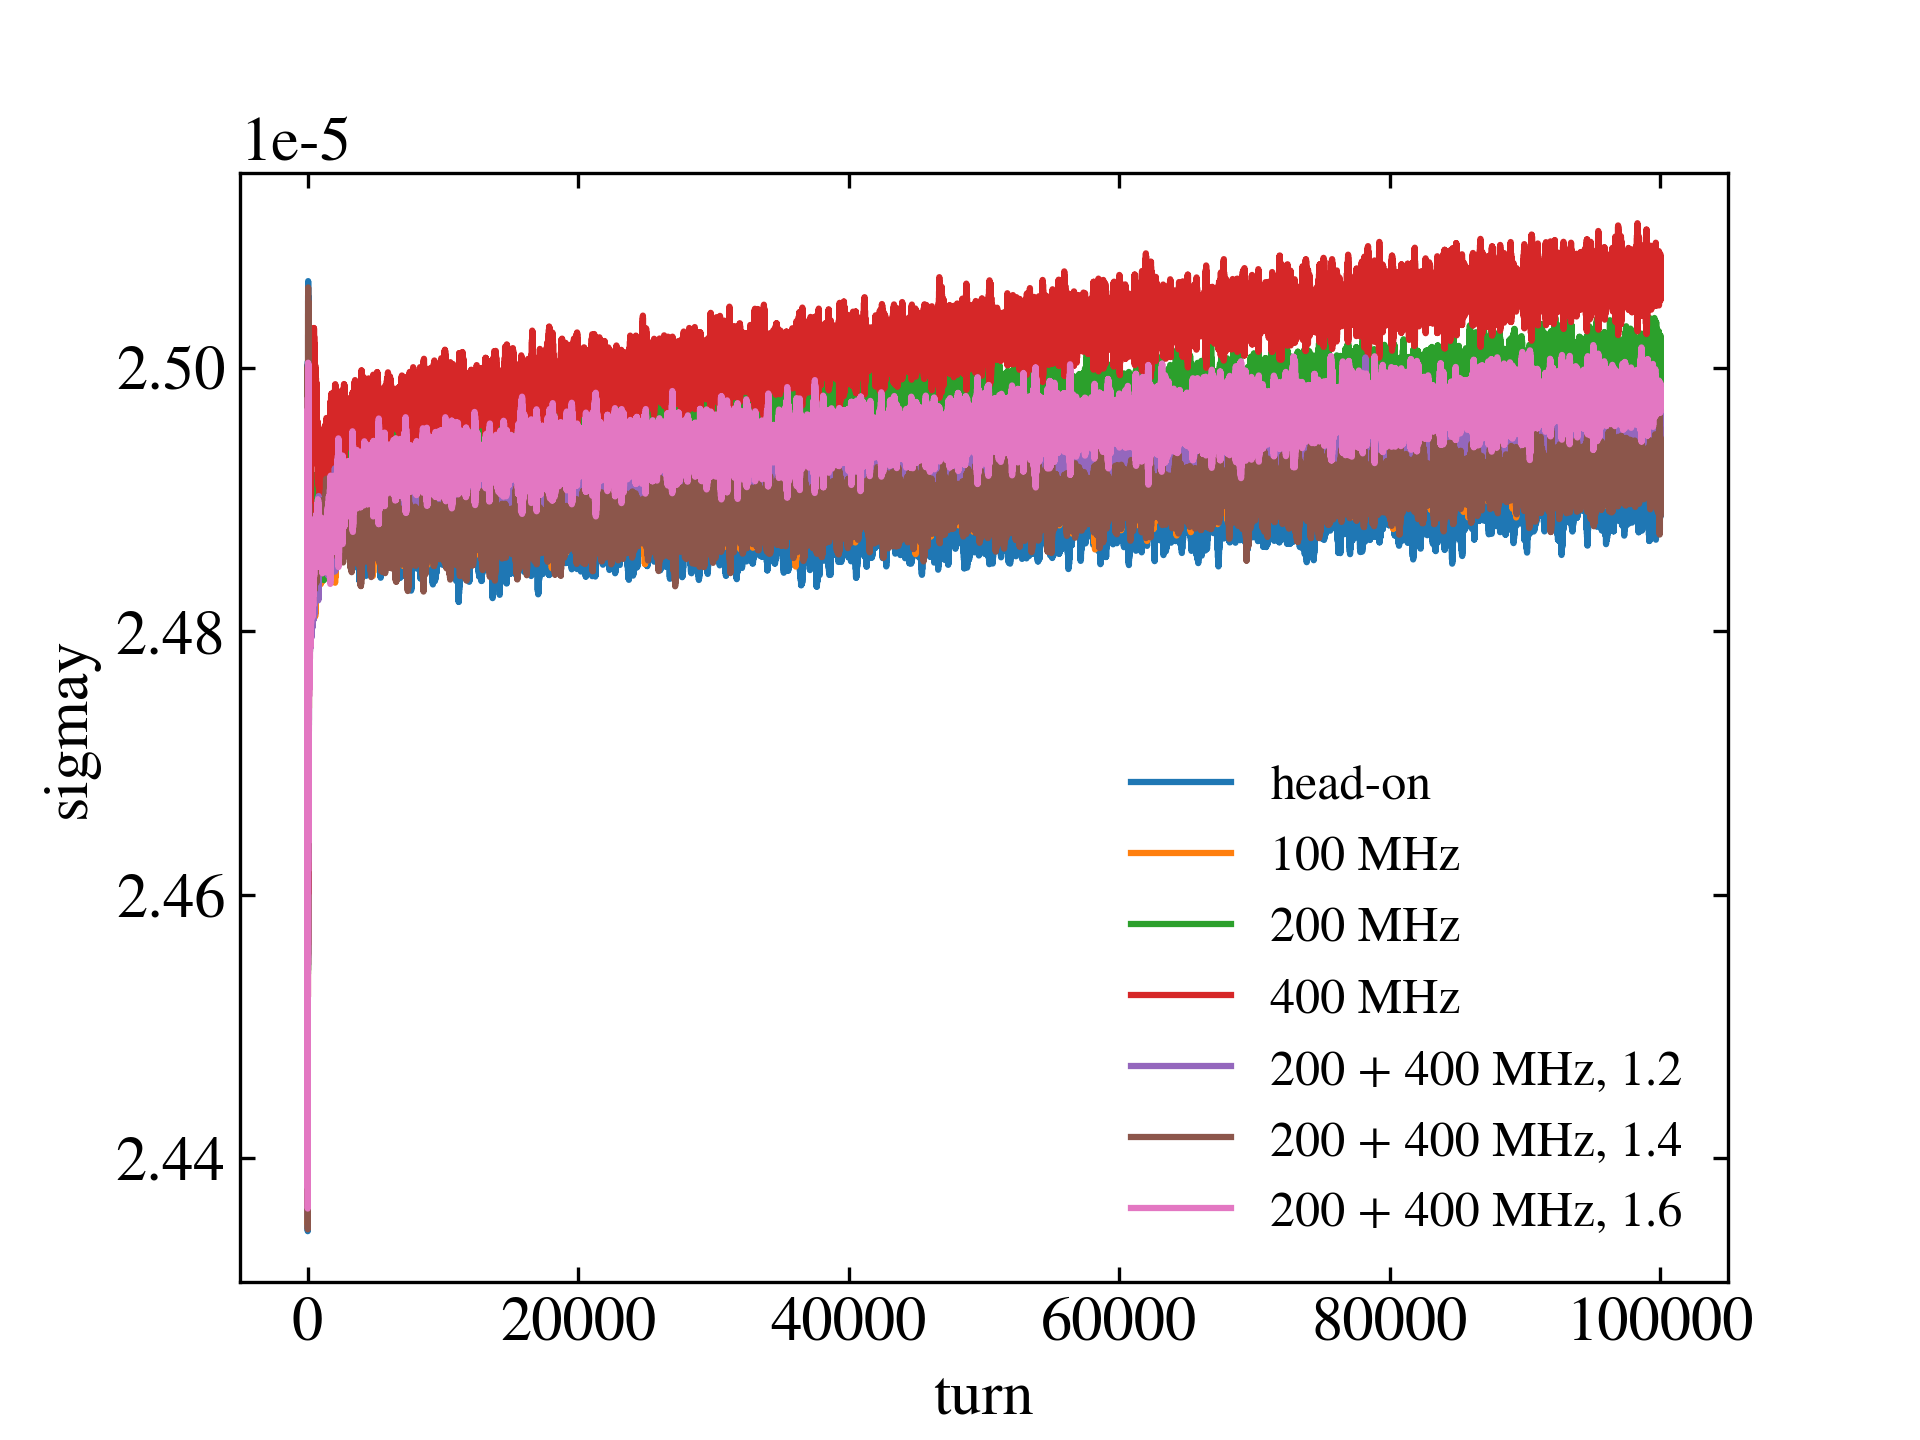 1e-5
2.50
2.48
2.46
2.44
sigmay
head-on
100 MHz
200 MHz
400 MHz
200 + 400 MHz, 1.2
200 + 400 MHz, 1.4
200 + 400 MHz, 1.6
0 20000 40000 60000 80000 100000
turn